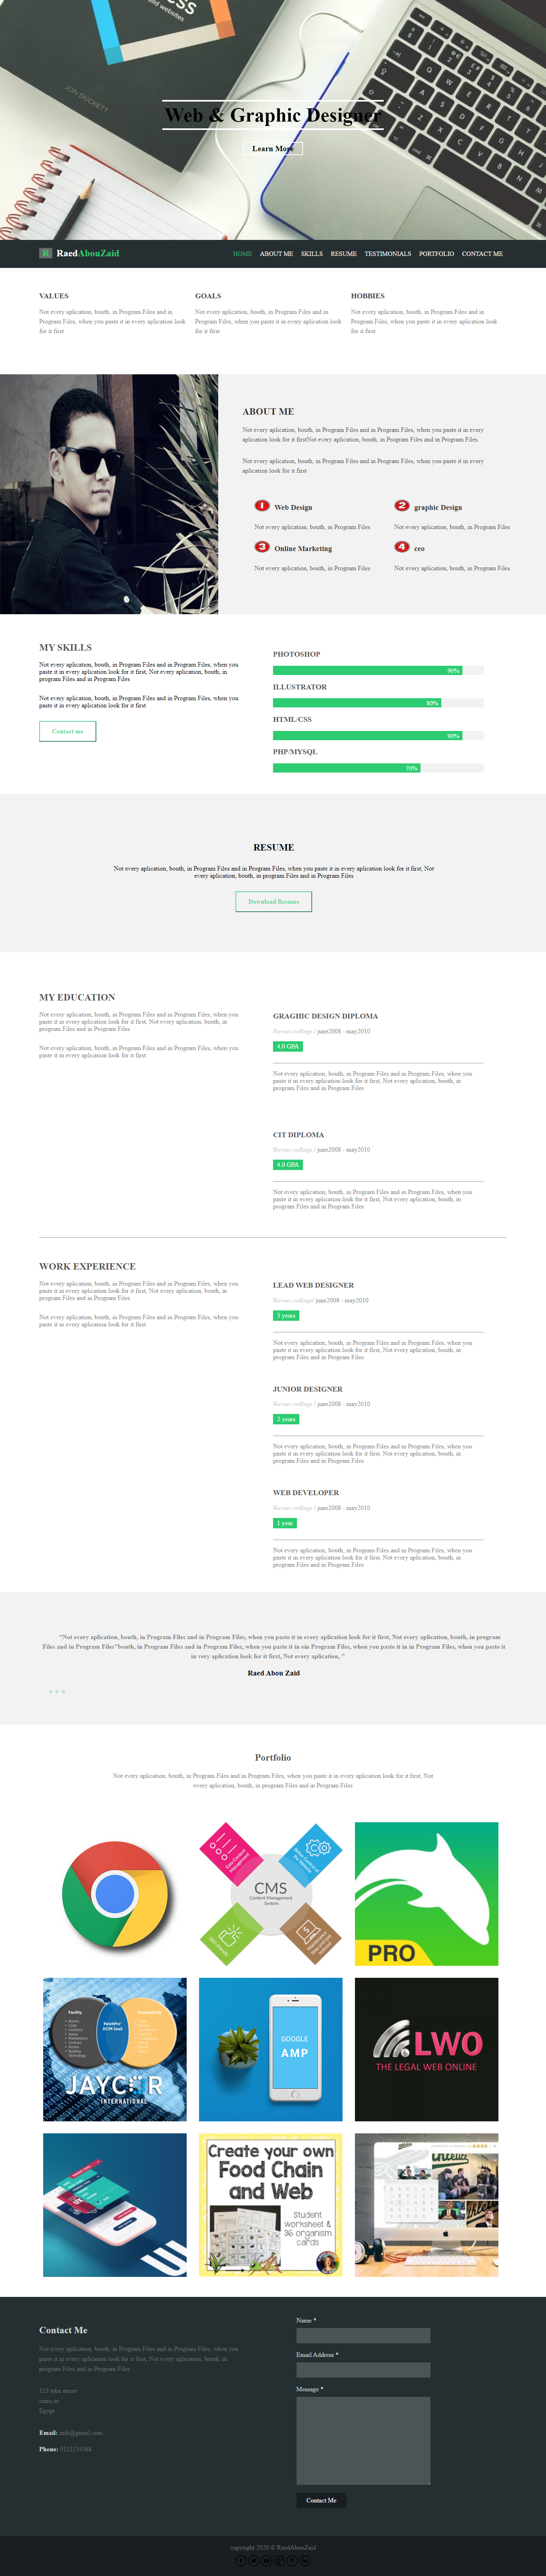 JON DUCKETT
Web & Graphic Designer
Learn More
R RaedAbouZaid
HOME ABOUT ME SKILLS RESUME TESTIMONIALS PORTFOLIO CONTACT ME
VALUES
Not every aplication, bouth, in Program Files and in
Program Files, when you paste it in every aplication look
for it first
GOALS
Not every aplication, bouth, in Program Files and in
Program Files, when you paste it in every aplication look
for it first
HOBBIES
Not every aplication, bouth, in Program Files and in
Program Files, when you paste it in every aplication look
for it first
ABOUT ME
Not every aplication, bouth, in Program Files and in Program Files, when you paste it in every
aplication look for it firstNot every aplication, bouth, in Program Files and in Program Files.
Not every aplication, bouth, in Program Files and in Program Files, when you paste it in every
aplication look for it first
1 Web Design
Not every aplication, bouth, in Program Files
2 graphic Design
Not every aplication, bouth, in Program Files
3 Online Marketing
Not every aplication, bouth, in Program Files
4 ceo
Not every aplication, bouth, in Program Files
MY SKILLS
Not every aplication, bouth, in Program Files and in Program Files, when you
paste it in every aplication look for it first, Not every aplication, bouth, in
program Files and in Program Files
Not every aplication, bouth, in Program Files and in Program Files, when you
paste it in every aplication look for it first
Contact me
PHOTOSHOP
90%
ILLUSTRATOR
80%
HTML/CSS
90%
PHP/MYSQL
70%
RESUME
Not every aplication, bouth, in Program Files and in Program Files, when you paste it in every aplication look for it first, Not
every aplication, bouth, in program Files and in Program Files
Download Resume
MY EDUCATION
Not every aplication, bouth, in Program Files and in Program Files, when you
paste it in every aplication look for it first, Not every aplication, bouth, in
program Files and in Program Files
Not every aplication, bouth, in Program Files and in Program Files, when you
paste it in every aplication look for it first
GRAGHIC DESIGN DIPLOMA
/ june2008 - may2010
4.0 GPA
Not every aplication, bouth, in Program Files and in Program Files, when you
paste it in every aplication look for it first, Not every aplication, bouth, in
program Files and in Program Files
CIT DIPLOMA
/ june2008 - may2010
4.0 GPA
Not every aplication, bouth, in Program Files and in Program Files, when you
paste it in every aplication look for it first, Not every aplication, bouth, in
program Files and in Program Files
WORK EXPERIENCE
Not every aplication, bouth, in Program Files and in Program Files, when you
paste it in every aplication look for it first, Not every aplication, bouth, in
program Files and in Program Files
Not every aplication, bouth, in Program Files and in Program Files, when you
paste it in every aplication look for it first
LEAD WEB DESIGNER
/ june2008 - may2010
3 years
Not every aplication, bouth, in Program Files and in Program Files, when you
paste it in every aplication look for it first, Not every aplication, bouth, in
program Files and in Program Files
JUNIOR DESIGNER
/ june2008 - may2010
2 years
Not every aplication, bouth, in Program Files and in Program Files, when you
paste it in every aplication look for it first, Not every aplication, bouth, in
program Files and in Program Files
WEB DEVELOPER
/ june2008 - may2010
1 year
Not every aplication, bouth, in Program Files and in Program Files, when you
paste it in every aplication look for it first, Not every aplication, bouth, in
program Files and in Program Files
"Not every aplication, bouth, in Program Files and in Program Files, when you paste it in every aplication look for it first, Not every aplication, bouth, in program
Files and in Program Files"bouth, in Program Files and in Program Files, when you paste it in ein Program Files, when you paste it in in Program Files, when you paste it
in very aplication look for it first, Not every aplication, "
Raed Abou Zaid
Portfolio
Not every aplication, bouth, in Program Files and in Program Files, when you paste it in every aplication look for it first, Not
every aplication, bouth, in program Files and in Program Files
CMS
Content Management
System
PRO
Facility
Connectivity
JAYCOR
INTERNATIONAL
GOOGLE
AMP
LWO
THE LEGAL WEB ONLINE
Create your own
Food Chain
and Web
Student
worksheet &
36 organism
cards
Contact Me
Not every aplication, bouth, in Program Files and in Program Files, when you
paste it in every aplication look for it first, Not every aplication, bouth, in
program Files and in Program Files
123 teba street
cairo,es
Egypt
Email: info@gmail.com
Phone: 0112234568
Name *
Email Address *
Message *
Contact Me
copyright 2020 © RaedAbouZaid